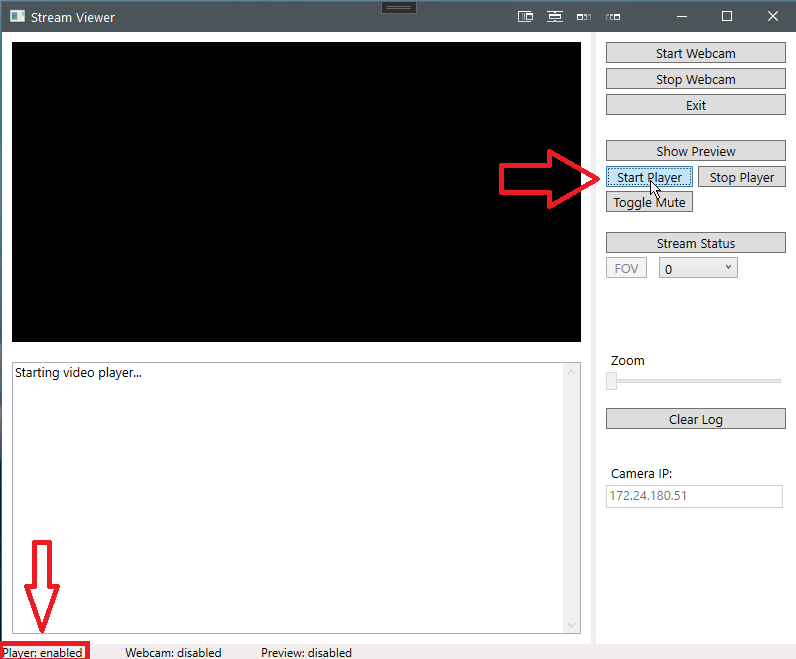 Stream Viewer
Start Webcam
Stop Webcam
Exit
Show Preview
Start Player
Stop Player
Toggle Mute
Stream Status
FOV
0
Starting video player...
Zoom
Clear Log
Camera IP:
172.24.180.51
Player: enabled
Webcam: disabled
Preview: disabled